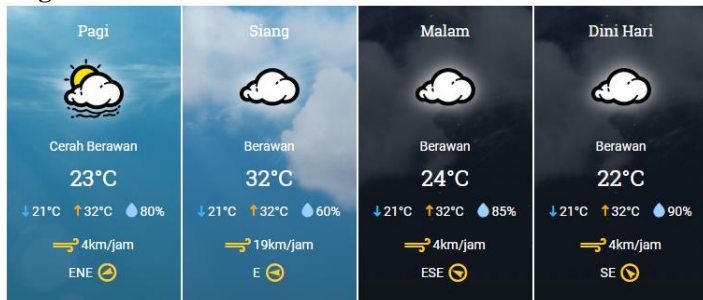 Pagi
Cerah Berawan
23°C
↓21°C ↑32°C 80%
4km/jam
ENE
Siang
Berawan
32°C
↓21°C ↑32°C 60%
19km/jam
E
Malam
Berawan
24°C
↓21°C ↑32°C 85%
4km/jam
ESE
Dini Hari
Berawan
22°C
↓21°C ↑32°C 90%
4km/jam
SE